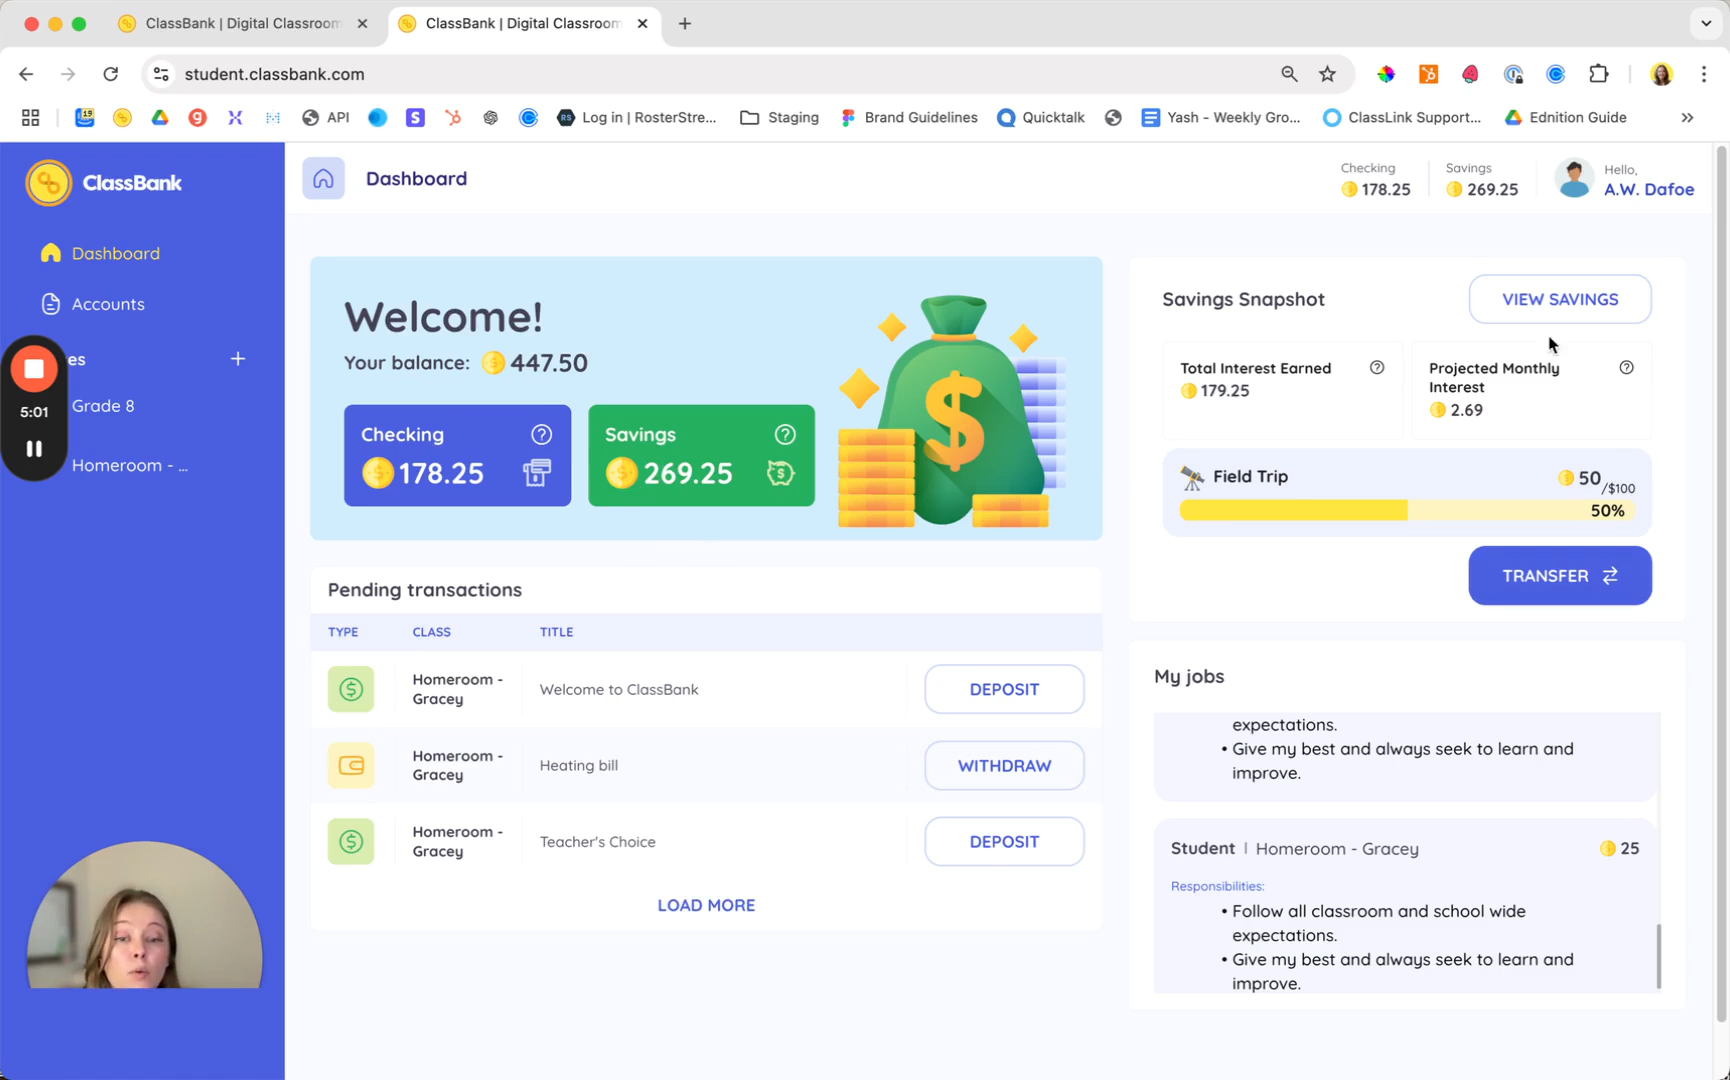 ClassBank | Digital Classroom
ClassBank | Digital Classroom
student.classbank.com
API
Log in | RosterStre...
Staging
Brand Guidelines
Quicktalk
Yash - Weekly Gro...
ClassLink Support...
Ednition Guide
ClassBank
Dashboard
Accounts
es
Grade 8
Homeroom - ...
5:01
Dashboard
Checking
178.25
Savings
269.25
Hello,
A.W. Dafoe
Welcome!
Your balance: 447.50
Checking
178.25
Savings
269.25
Savings Snapshot
VIEW SAVINGS
Total Interest Earned
179.25
Projected Monthly
Interest
2.69
Field Trip
50/$100
50%
TRANSFER
Pending transactions
TYPE CLASS TITLE
Homeroom -
Gracey
Welcome to ClassBank
DEPOSIT
Homeroom -
Gracey
Heating bill
WITHDRAW
Homeroom -
Gracey
Teacher's Choice
DEPOSIT
LOAD MORE
My jobs
expectations.
• Give my best and always seek to learn and
improve.
Student | Homeroom - Gracey 25
Responsibilities:
• Follow all classroom and school wide
expectations.
• Give my best and always seek to learn and
improve.